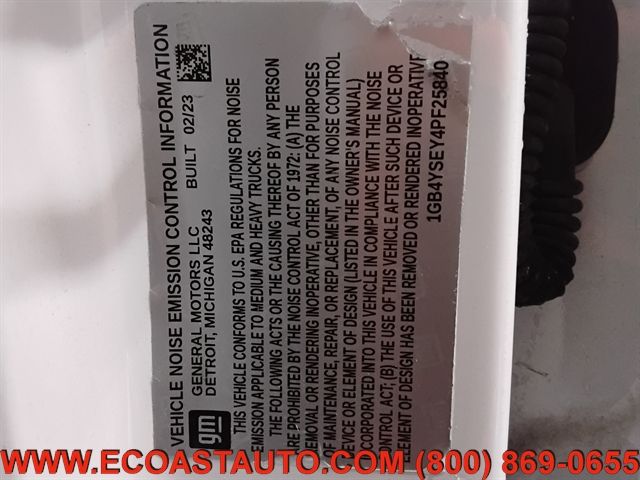 VEHICLE NOISE EMISSION CONTROL INFORMATION
gm
GENERAL MOTORS LLC
DETROIT, MICHIGAN 48243
BUILT 02/23
THIS VEHICLE CONFORMS TO U.S. EPA REGULATIONS FOR NOISE
EMISSION APPLICABLE TO MEDIUM AND HEAVY TRUCKS.
THE FOLLOWING ACTS OR THE CAUSING THEREOF BY ANY PERSON
ARE PROHIBITED BY THE NOISE CONTROL ACT OF 1972: (A) THE
REMOVAL OR RENDERING INOPERATIVE, OTHER THAN FOR PURPOSES
OF MAINTENANCE, REPAIR, OR REPLACEMENT, OF ANY NOISE CONTROL
DEVICE OR ELEMENT OF DESIGN (LISTED IN THE OWNER'S MANUAL)
INCORPORATED INTO THIS VEHICLE IN COMPLIANCE WITH THE NOISE
CONTROL ACT; (B) THE USE OF THIS VEHICLE AFTER SUCH DEVICE OR
ELEMENT OF DESIGN HAS BEEN REMOVED OR RENDERED INOPERATIVE
1GB4YSEY4PF25840
WWW.ECOASTAUTO.COM (800) 869-0655